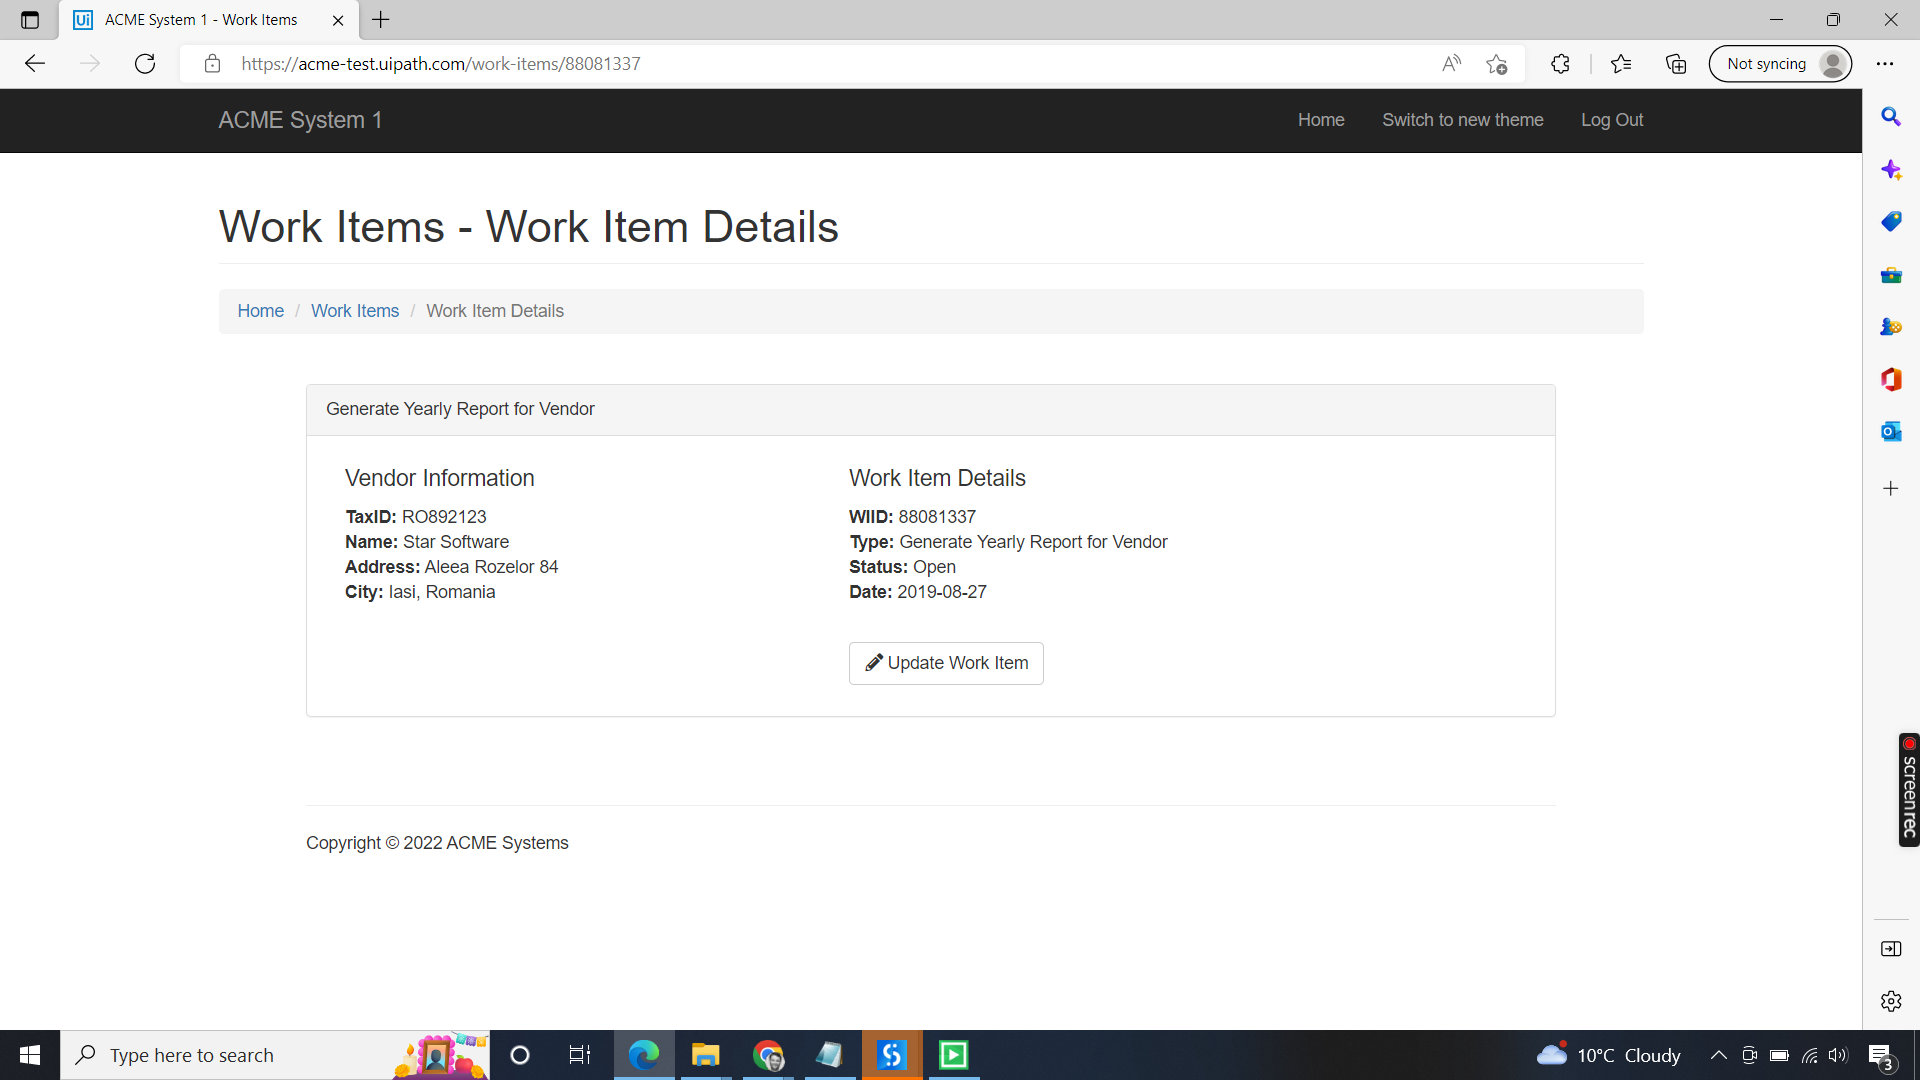 Ui ACME System 1 - Work Items
https://acme-test.uipath.com/work-items/88081337
Not syncing
ACME System 1
Home
Switch to new theme
Log Out
Work Items - Work Item Details
Home / Work Items / Work Item Details
Generate Yearly Report for Vendor
Vendor Information
TaxID: RO892123
Name: Star Software
Address: Aleea Rozelor 84
City: Iasi, Romania
Work Item Details
WIID: 88081337
Type: Generate Yearly Report for Vendor
Status: Open
Date: 2019-08-27
Update Work Item
screenrec
Copyright © 2022 ACME Systems
Type here to search
10°C Cloudy
3